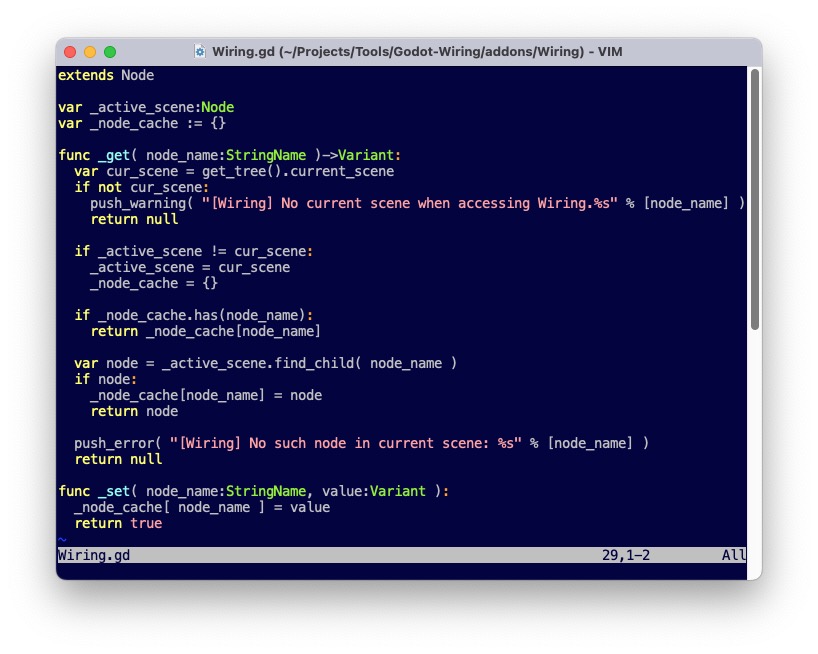 Wiring.gd (~/Projects/Tools/Godot-Wiring/addons/Wiring) - VIM
extends Node

var _active_scene:Node
var _node_cache := {}

func _get( node_name:StringName )->Variant:
  var cur_scene = get_tree().current_scene
  if not cur_scene:
    push_warning( "[Wiring] No current scene when accessing Wiring.%s" % [node_name] )
    return null

  if _active_scene != cur_scene:
    _active_scene = cur_scene
    _node_cache = {}

  if _node_cache.has(node_name):
    return _node_cache[node_name]

  var node = _active_scene.find_child( node_name )
  if node:
    _node_cache[node_name] = node
    return node

  push_error( "[Wiring] No such node in current scene: %s" % [node_name] )
  return null

func _set( node_name:StringName, value:Variant ):
  _node_cache[ node_name ] = value
  return true
~
Wiring.gd 29,1-2 All